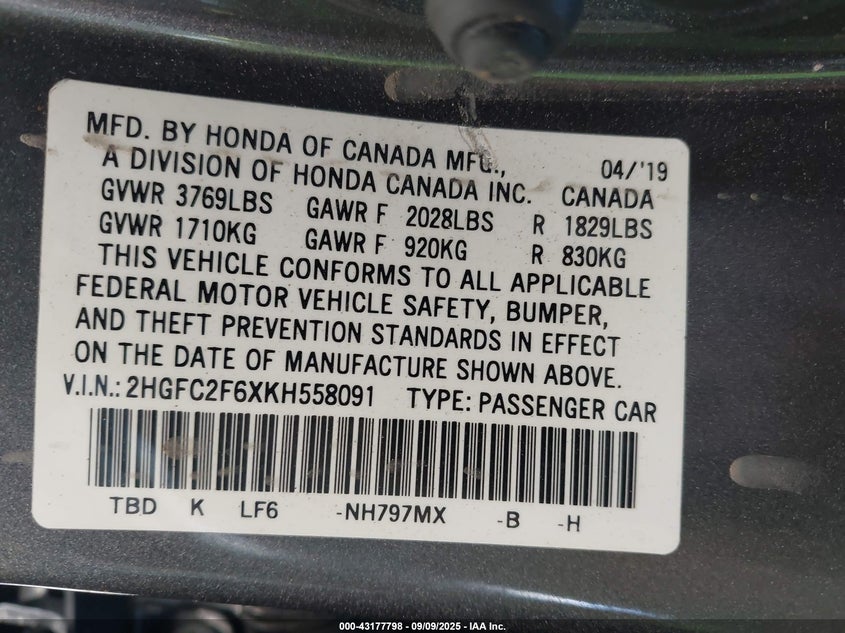 MFD. BY HONDA OF CANADA MFG., 04/'19
A DIVISION OF HONDA CANADA INC. CANADA
GVWR 3769LBS GAWR F 2028LBS R 1829LBS
GVWR 1710KG GAWR F 920KG R 830KG
THIS VEHICLE CONFORMS TO ALL APPLICABLE
FEDERAL MOTOR VEHICLE SAFETY, BUMPER,
AND THEFT PREVENTION STANDARDS IN EFFECT
ON THE DATE OF MANUFACTURE SHOWN ABOVE.
V.I.N.: 2HGFC2F6XKH558091 TYPE: PASSENGER CAR
TBD K LF6 -NH797MX -B -H
000-43177798 - 09/09/2025 - IAA Inc.